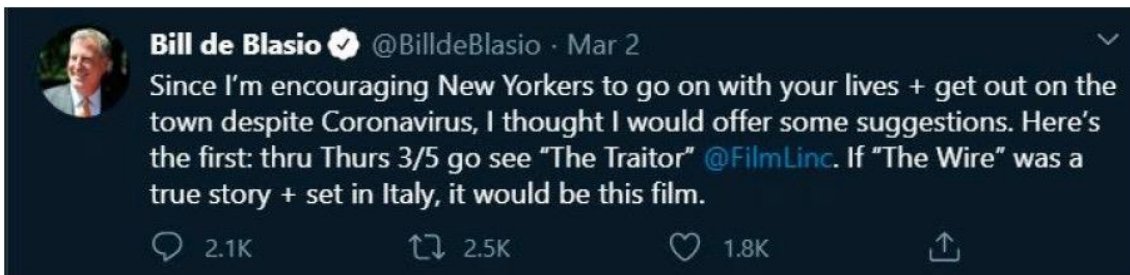 Bill de Blasio @BilldeBlasio · Mar 2
Since I’m encouraging New Yorkers to go on with your lives + get out on the
town despite Coronavirus, I thought I would offer some suggestions. Here’s
the first: thru Thurs 3/5 go see “The Traitor” @FilmLinc. If “The Wire” was a
true story + set in Italy, it would be this film.
2.1K 2.5K 1.8K